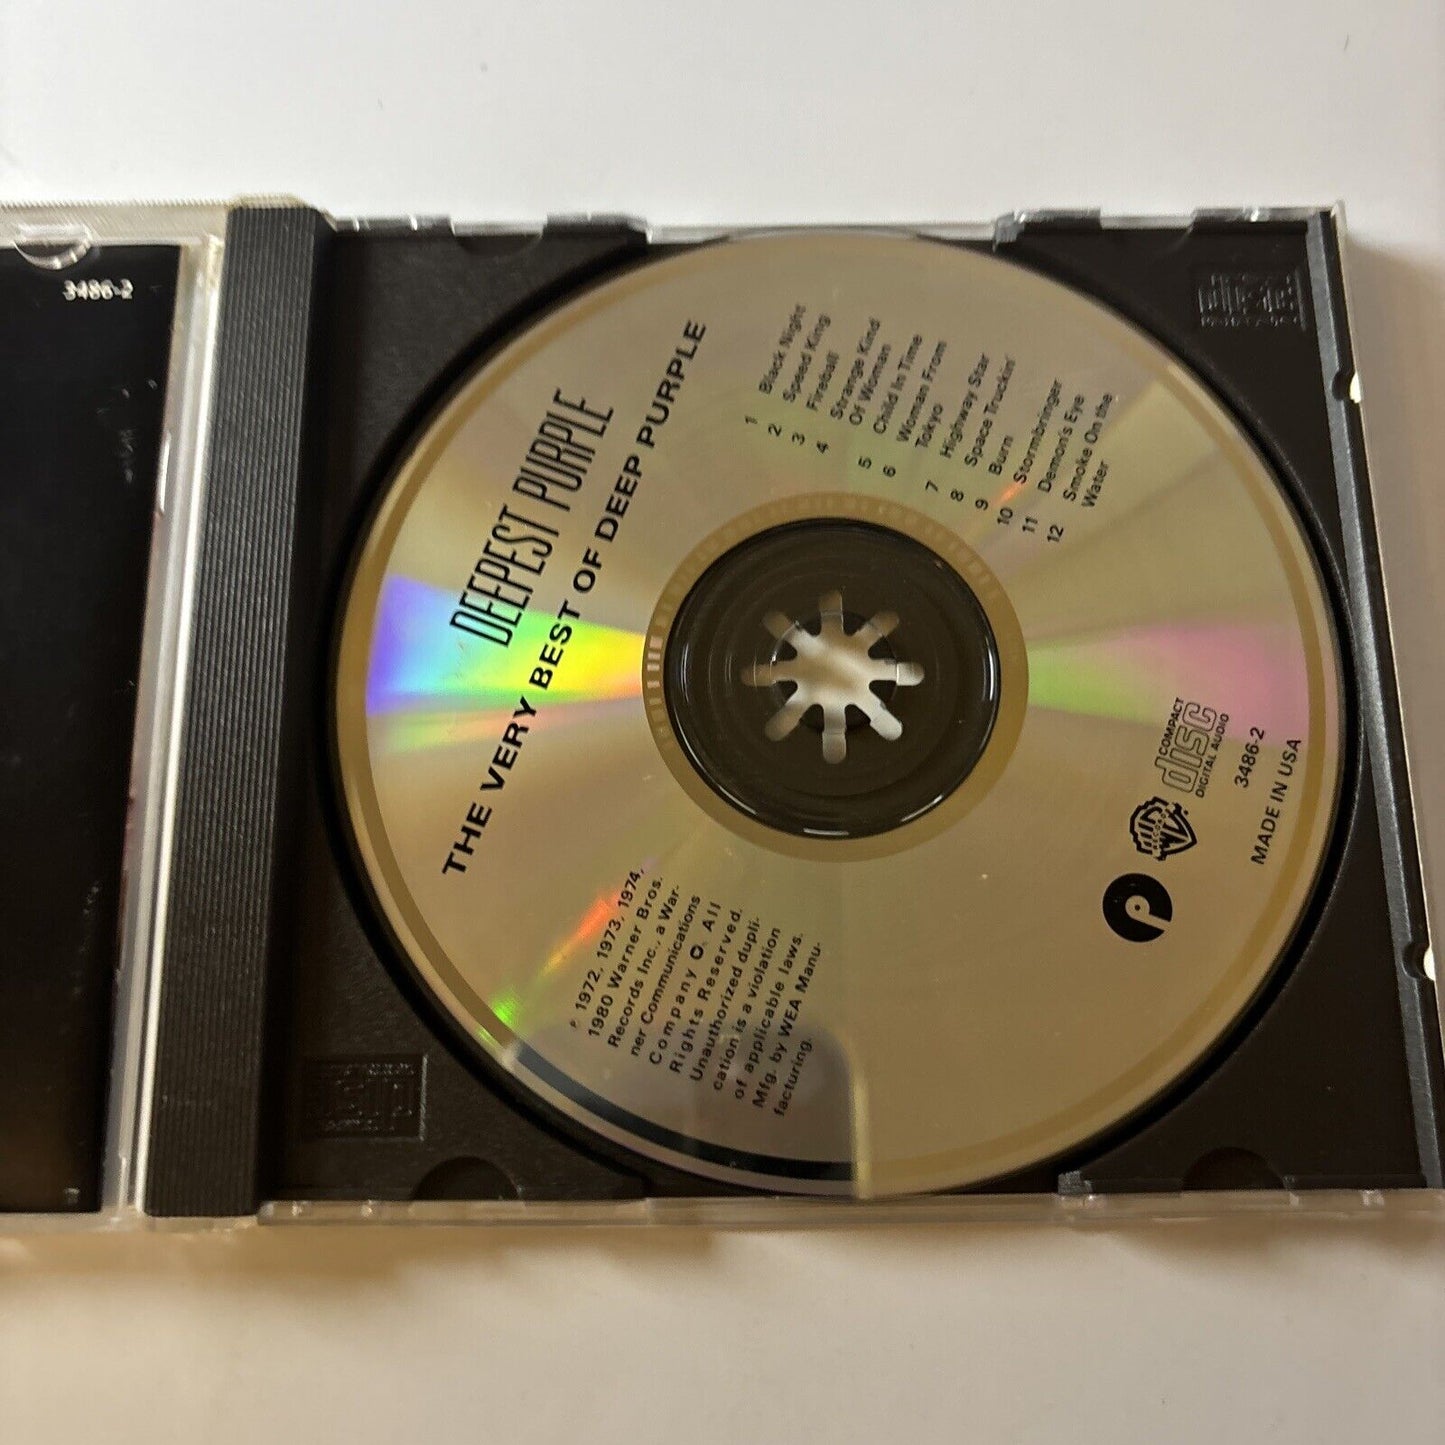 3486-2
DEEPEST PURPLE
THE VERY BEST OF DEEP PURPLE
1 Black Night
2 Speed King
3 Fireball
4 Strange Kind
Of Woman
5 Child In Time
6 Woman From
Tokyo
7 Highway Star
8 Space Truckin'
9 Burn
10 Stormbringer
11 Demon's Eye
12 Smoke On the
Water
COMPACT
disc
DIGITAL AUDIO
3486-2
MADE IN USA
RECORDS
℗ 1972, 1973, 1974,
1980 Warner Bros.
Records Inc., a War-
ner Communications
Company O. All
Rights Reserved.
Unauthorized dupli-
cation is a violation
of applicable laws.
Mfg. by WEA Manu-
facturing.